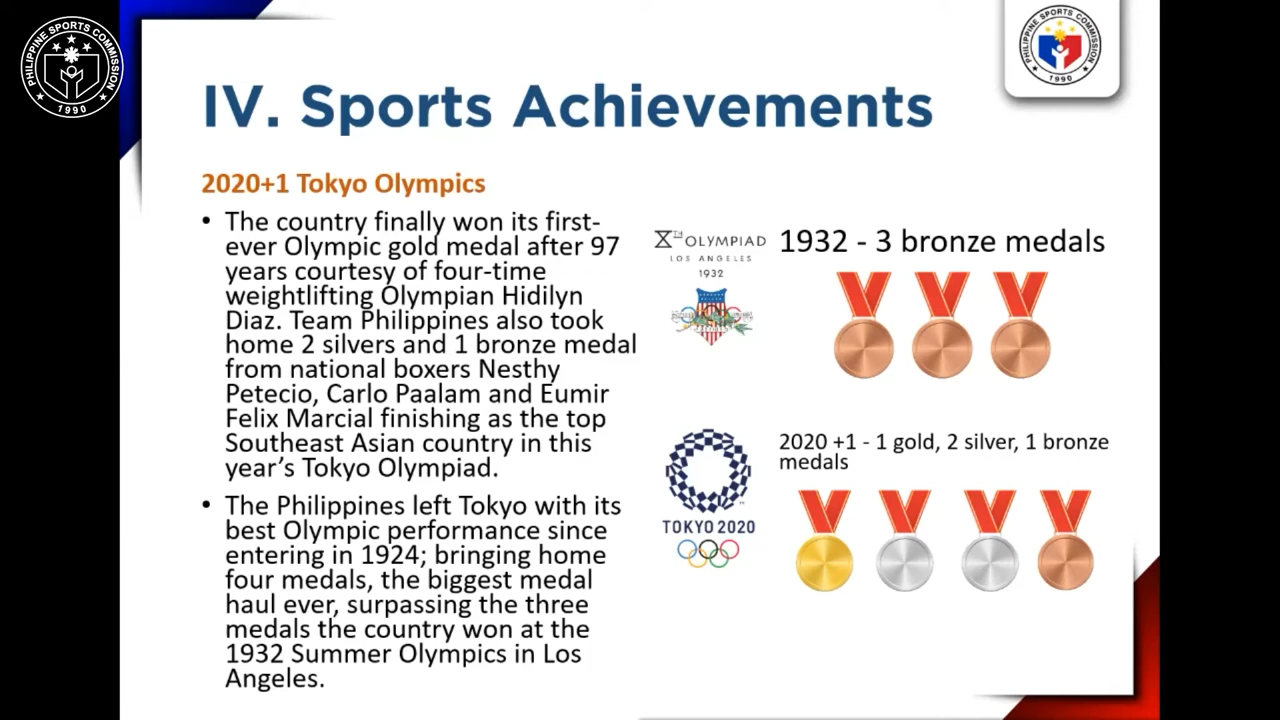 PHILIPPINE SPORTS COMMISSION
1990
PHILIPPINE SPORTS COMMISSION
1990
IV. Sports Achievements
2020+1 Tokyo Olympics
• The country finally won its first-
ever Olympic gold medal after 97
years courtesy of four-time
weightlifting Olympian Hidilyn
Diaz. Team Philippines also took
home 2 silvers and 1 bronze medal
from national boxers Nesthy
Petecio, Carlo Paalam and Eumir
Felix Marcial finishing as the top
Southeast Asian country in this
year’s Tokyo Olympiad.
• The Philippines left Tokyo with its
best Olympic performance since
entering in 1924; bringing home
four medals, the biggest medal
haul ever, surpassing the three
medals the country won at the
1932 Summer Olympics in Los
Angeles.
XTH OLYMPIAD
LOS ANGELES
1932
1932 - 3 bronze medals
2020 +1 - 1 gold, 2 silver, 1 bronze
medals
TOKYO 2020